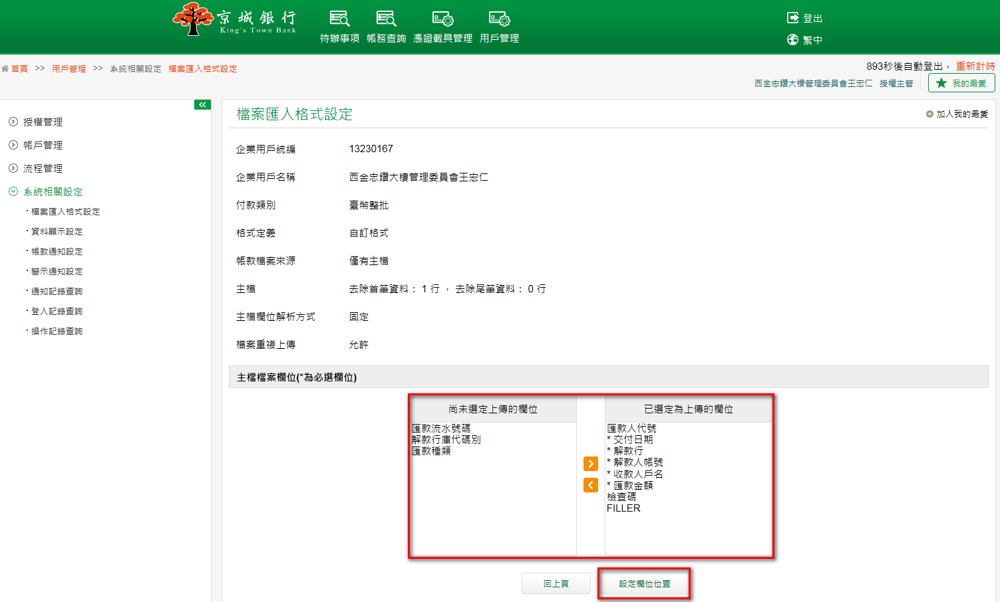 京城銀行
King's Town Bank
待辦事項 帳務查詢 憑證載具管理 用戶管理
登出
繁中
首頁 >> 用戶管理 >> 系統相關設定 檔案匯入格式設定
893秒後自動登出， 重新計時
西金忠鑽大樓管理委員會王宏仁 授權主管 我的最愛
授權管理
帳戶管理
流程管理
系統相關設定
・檔案匯入格式設定
・資料顯示設定
・帳款通知設定
・警示通知設定
・通知記錄查詢
・登入記錄查詢
・操作記錄查詢
檔案匯入格式設定
加入我的最愛
企業用戶統編 13230167
企業用戶名稱 西金忠鑽大樓管理委員會王宏仁
付款類別 臺幣整批
格式定義 自訂格式
帳款檔案來源 僅有主檔
主檔 去除首筆資料： 1 行 ， 去除尾筆資料： 0 行
主檔欄位解析方式 固定
檔案重複上傳 允許
主檔檔案欄位(*為必選欄位)
尚未選定上傳的欄位
匯款流水號碼
解款行庫代碼別
匯款種類
已選定為上傳的欄位
匯款人代號
* 交付日期
* 解款行
* 解款人帳號
* 收款人戶名
* 匯款金額
檢查碼
FILLER
回上頁 設定欄位位置